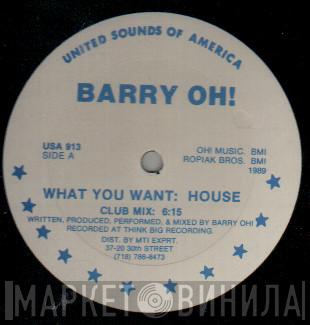 UNITED SOUNDS OF AMERICA
BARRY OH!
USA 913
SIDE A
OH! MUSIC. BMI
ROPIAK BROS. BMI
1989
WHAT YOU WANT: HOUSE
CLUB MIX: 6:15
WRITTEN, PRODUCED, PERFORMED, & MIXED BY BARRY OH!
RECORDED AT THINK BIG RECORDING.
DIST. BY MTI EXPRT.
37-20 30th STREET
(718) 786-8473
МАРКЕТ ВИНИЛА